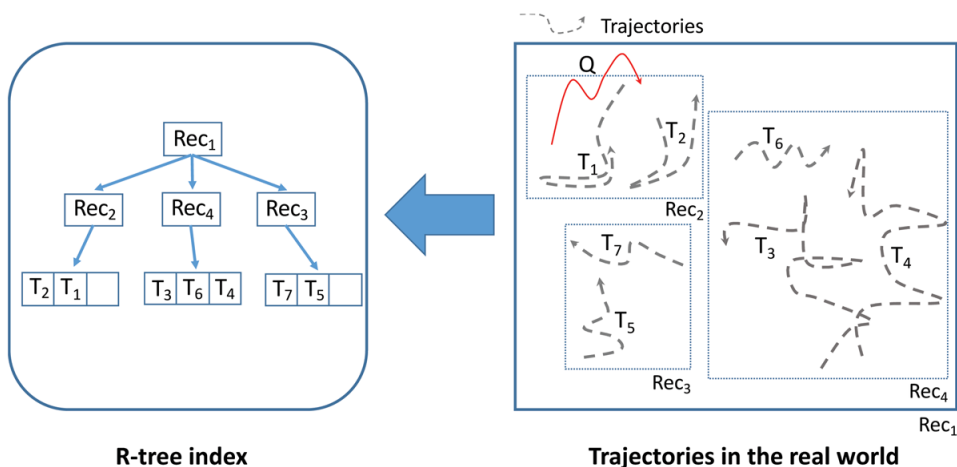 Trajectories
Q
Rec1
T2
T6
T1
Rec2 Rec4 Rec3
Rec2
T7
T3
T4
T2 T1 T3 T6 T4 T7 T5
T5
Rec3
Rec4
Rec1
R-tree index
Trajectories in the real world